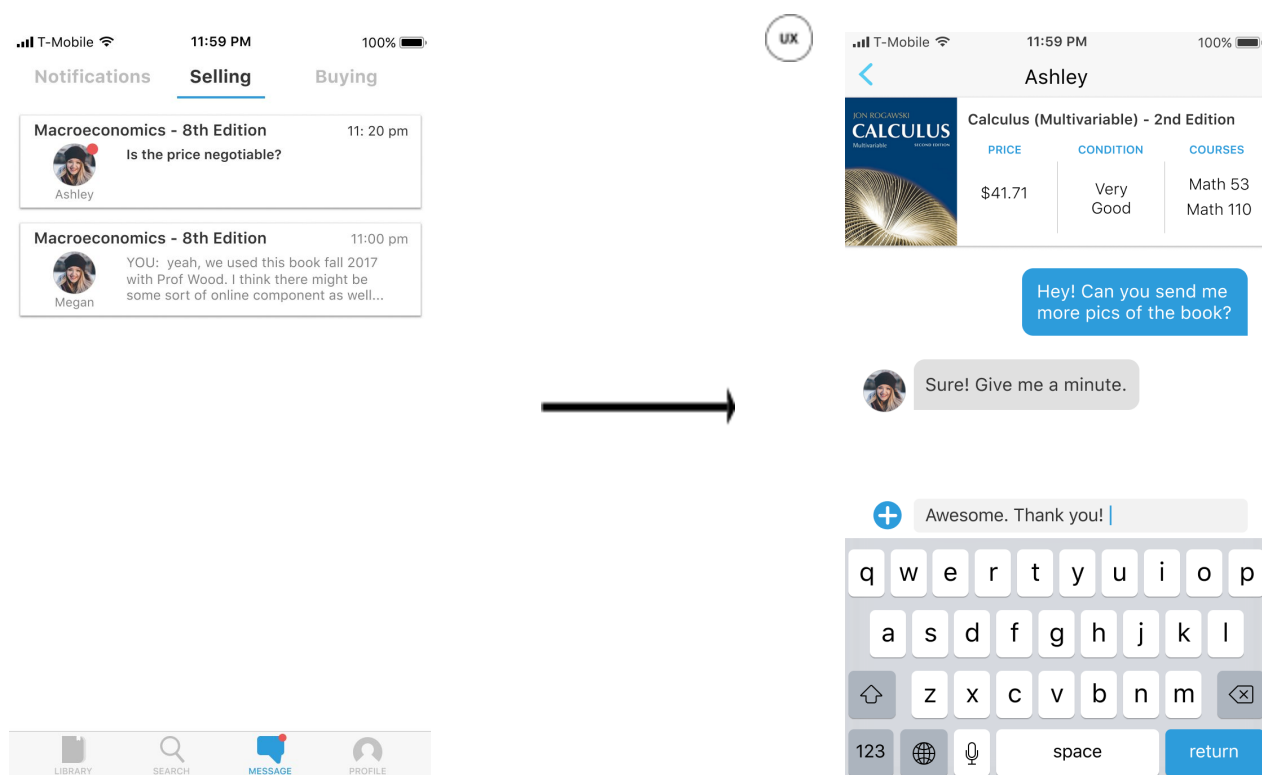 T-Mobile 11:59 PM 100%
Notifications Selling Buying
Macroeconomics - 8th Edition 11: 20 pm
Is the price negotiable?
Ashley
Macroeconomics - 8th Edition 11:00 pm
YOU: yeah, we used this book fall 2017
with Prof Wood. I think there might be
some sort of online component as well...
Megan
LIBRARY SEARCH MESSAGE PROFILE
UX
T-Mobile 11:59 PM 100%
Ashley
JON ROGAWSKI
CALCULUS
Multivariable SECOND EDITION
Calculus (Multivariable) - 2nd Edition
PRICE CONDITION COURSES
$41.71 Very Good Math 53
Math 110
Hey! Can you send me
more pics of the book?
Sure! Give me a minute.
Awesome. Thank you!
q w e r t y u i o p
a s d f g h j k l
z x c v b n m
123 space return